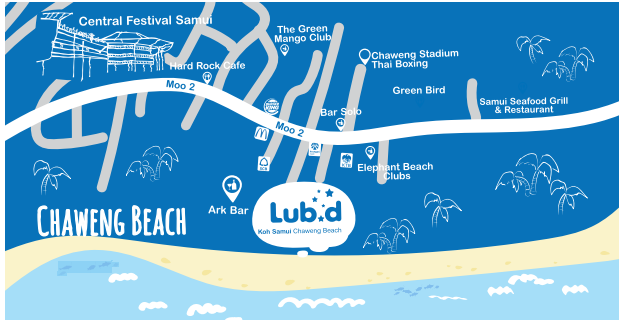 Central Festival Samui
The Green
Mango Club
Hard Rock Cafe
Chaweng Stadium
Thai Boxing
Moo 2
Green Bird
Samui Seafood Grill
& Restaurant
Bar Solo
Moo 2
Elephant Beach
Clubs
Ark Bar
Lub.d
Koh Samui Chaweng Beach
CHAWENG BEACH